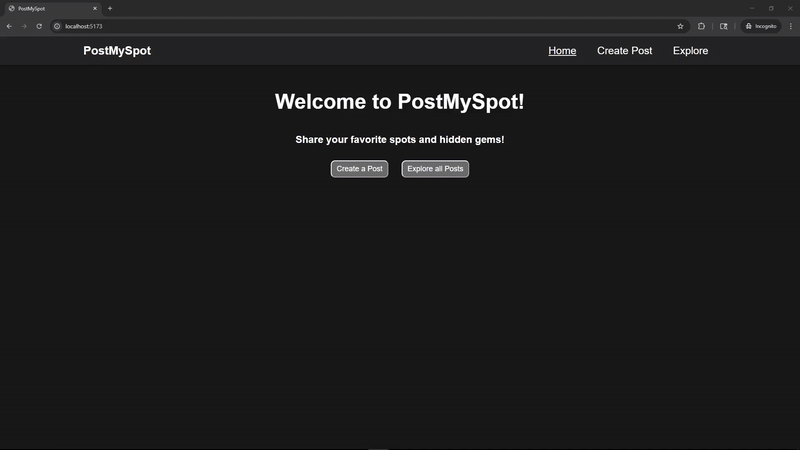 PostMySpot
localhost:5173
Incognito
PostMySpot
Home Create Post Explore
Welcome to PostMySpot!
Share your favorite spots and hidden gems!
Create a Post Explore all Posts